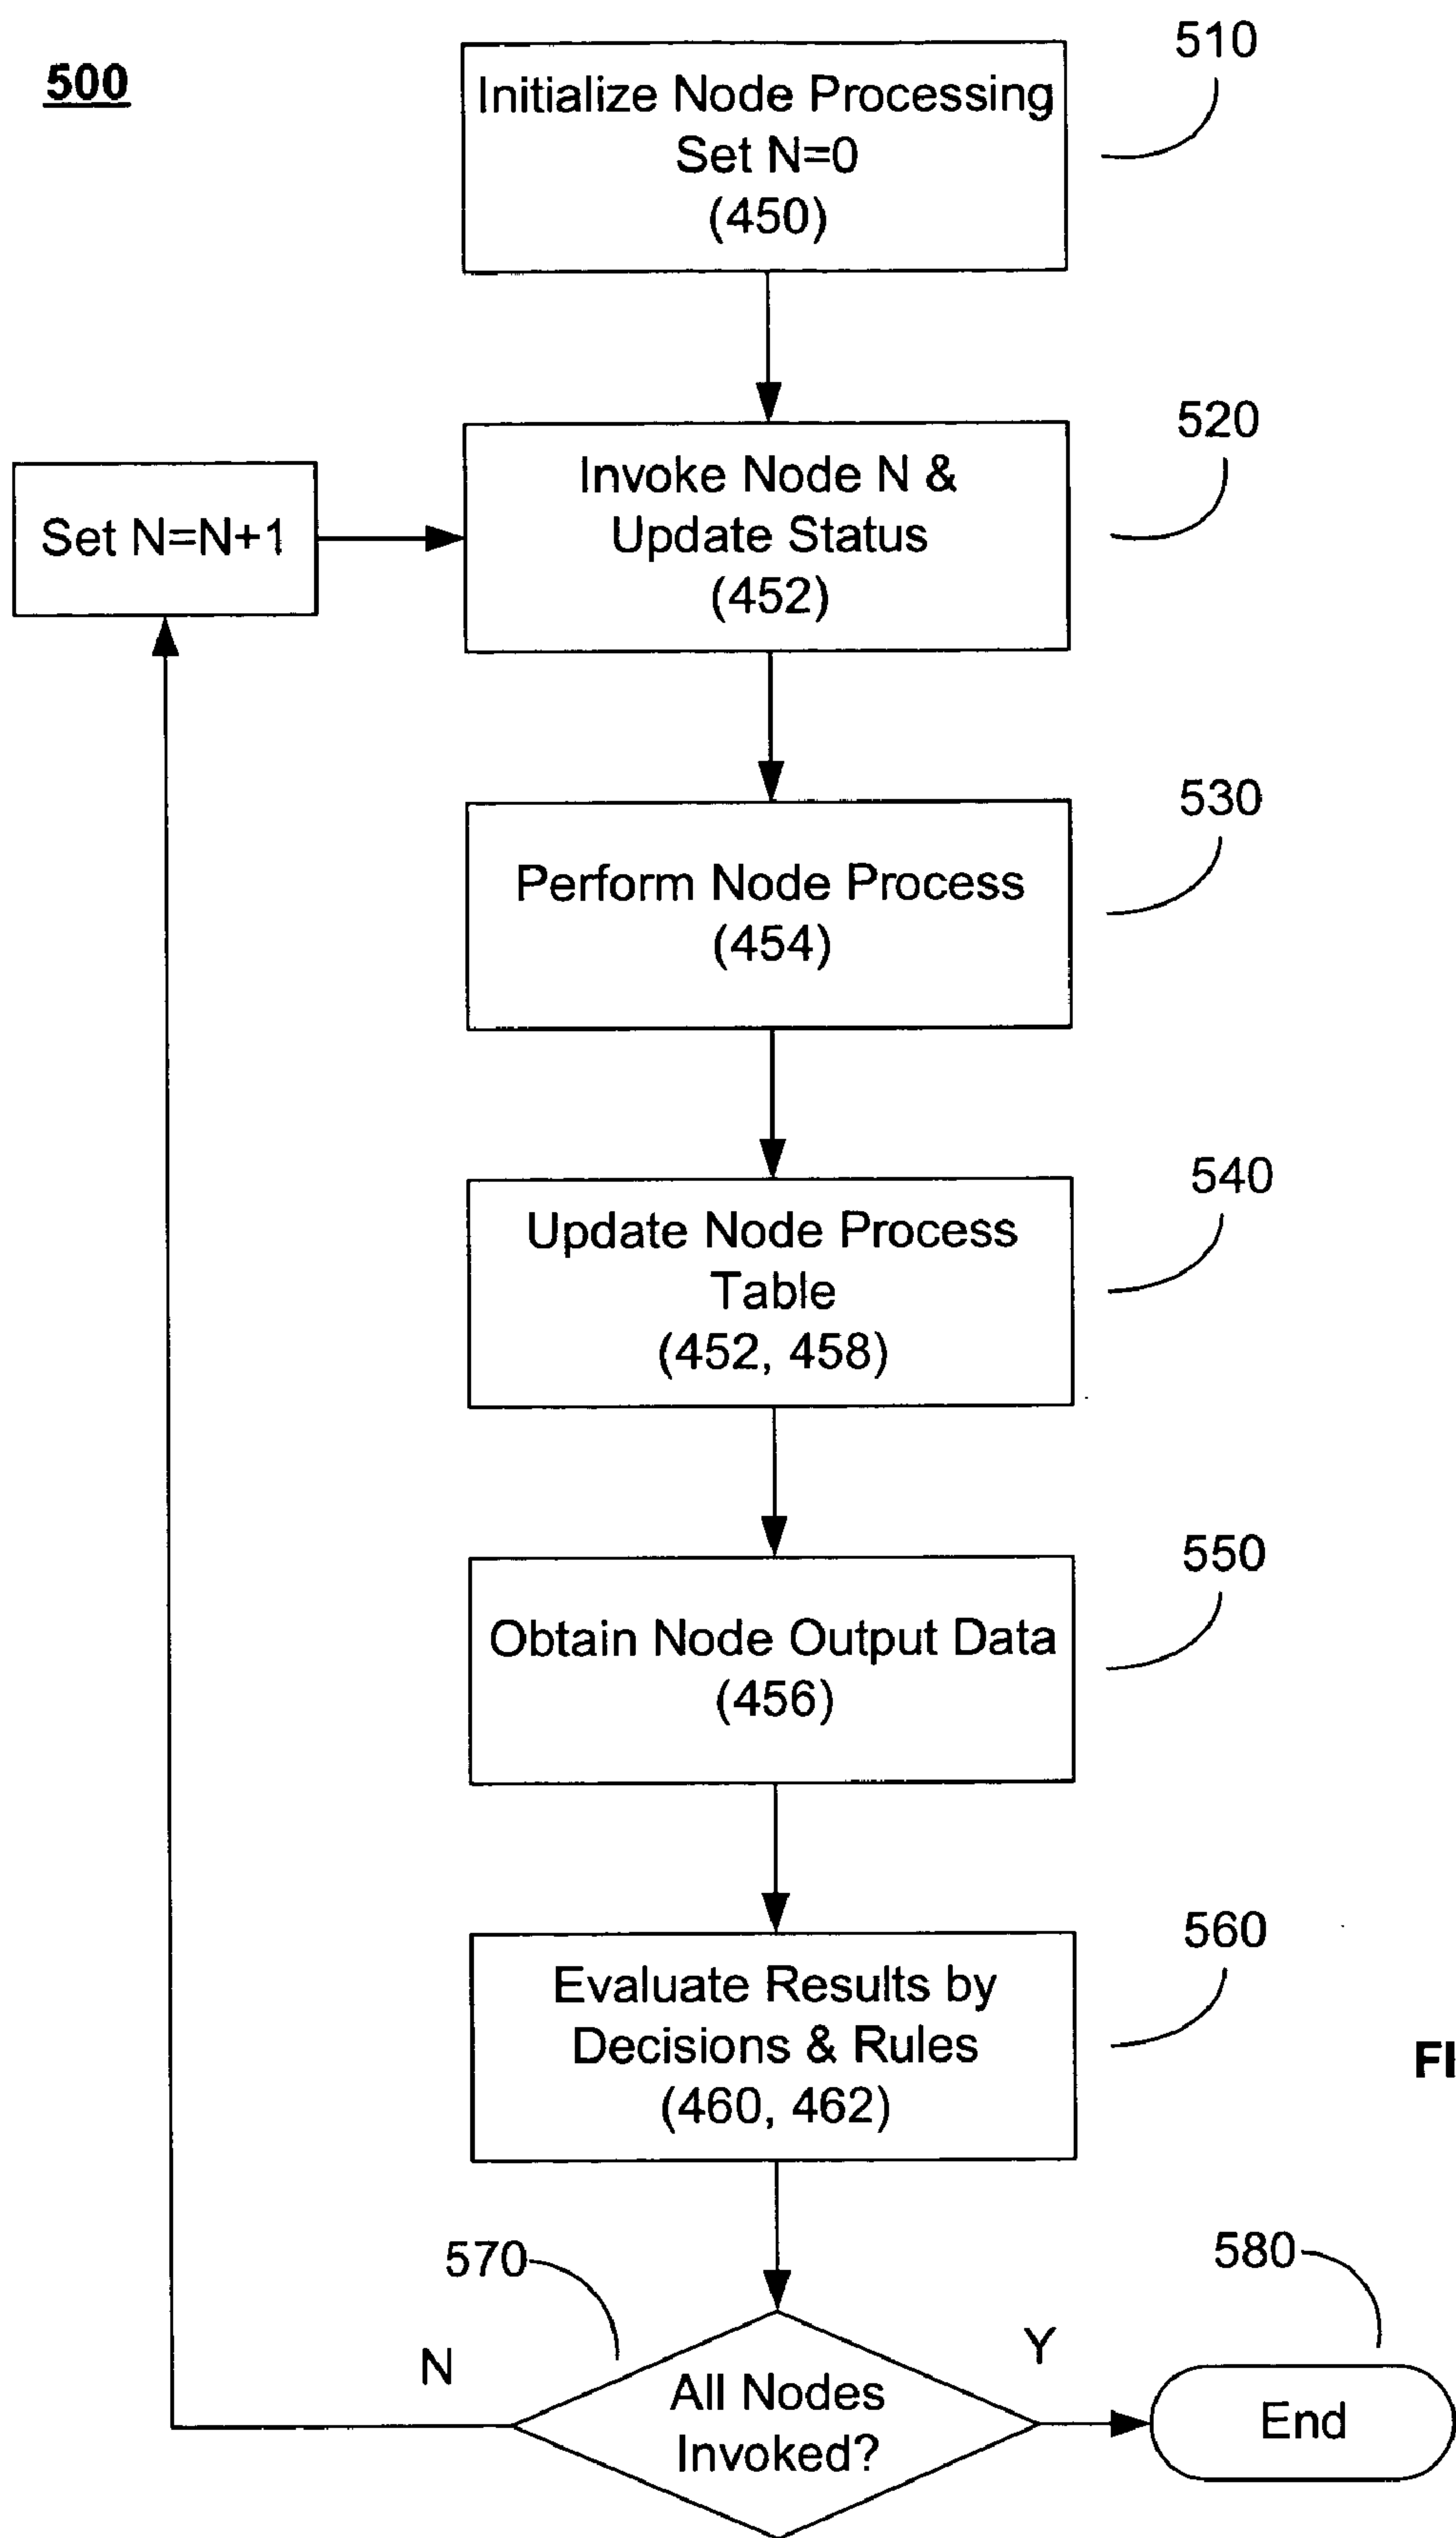 500
510
Initialize Node Processing
Set N=0
(450)
520
Invoke Node N &
Update Status
(452)
Set N=N+1
530
Perform Node Process
(454)
540
Update Node Process
Table
(452, 458)
550
Obtain Node Output Data
(456)
560
Evaluate Results by
Decisions & Rules
(460, 462)
570
580
N
Y
All Nodes
Invoked?
End